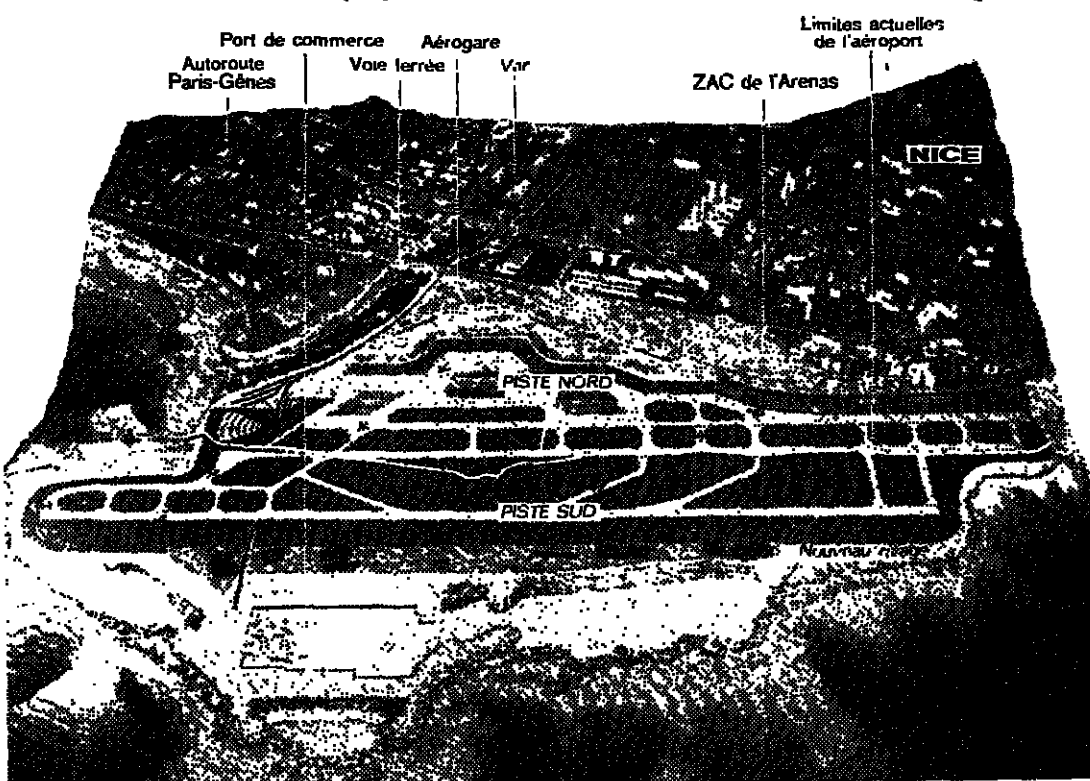 Limites actuelles
de l'aéroport
Port de commerce
Aérogare
Autoroute
Paris-Gênes
Voie ferrée
Var
ZAC de l'Arenas
NICE
PISTE NORD
PISTE SUD
Nouveau